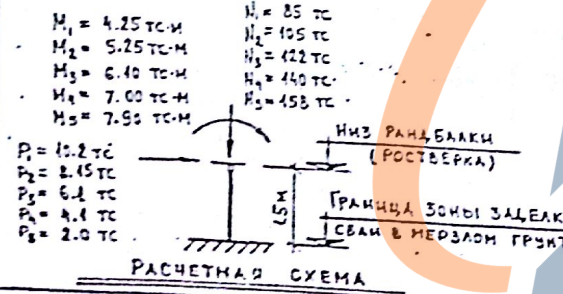 M₁ = 4.25 тс·м
M₂ = 5.25 тс·м
M₃ = 6.10 тс·м
M₄ = 7.00 тс·м
M₅ = 7.90 тс·м
N₁ = 85 тс
N₂ = 105 тс
N₃ = 122 тс
N₄ = 140 тс
N₅ = 158 тс
P₁ = 10.2 тс
P₂ = 8.15 тс
P₃ = 6.1 тс
P₄ = 4.1 тс
P₅ = 2.0 тс
Низ рандбалки
(ростверка)
1,5 м
Граница зоны заделк
сваи в мерзлом грунт
Расчетная схема